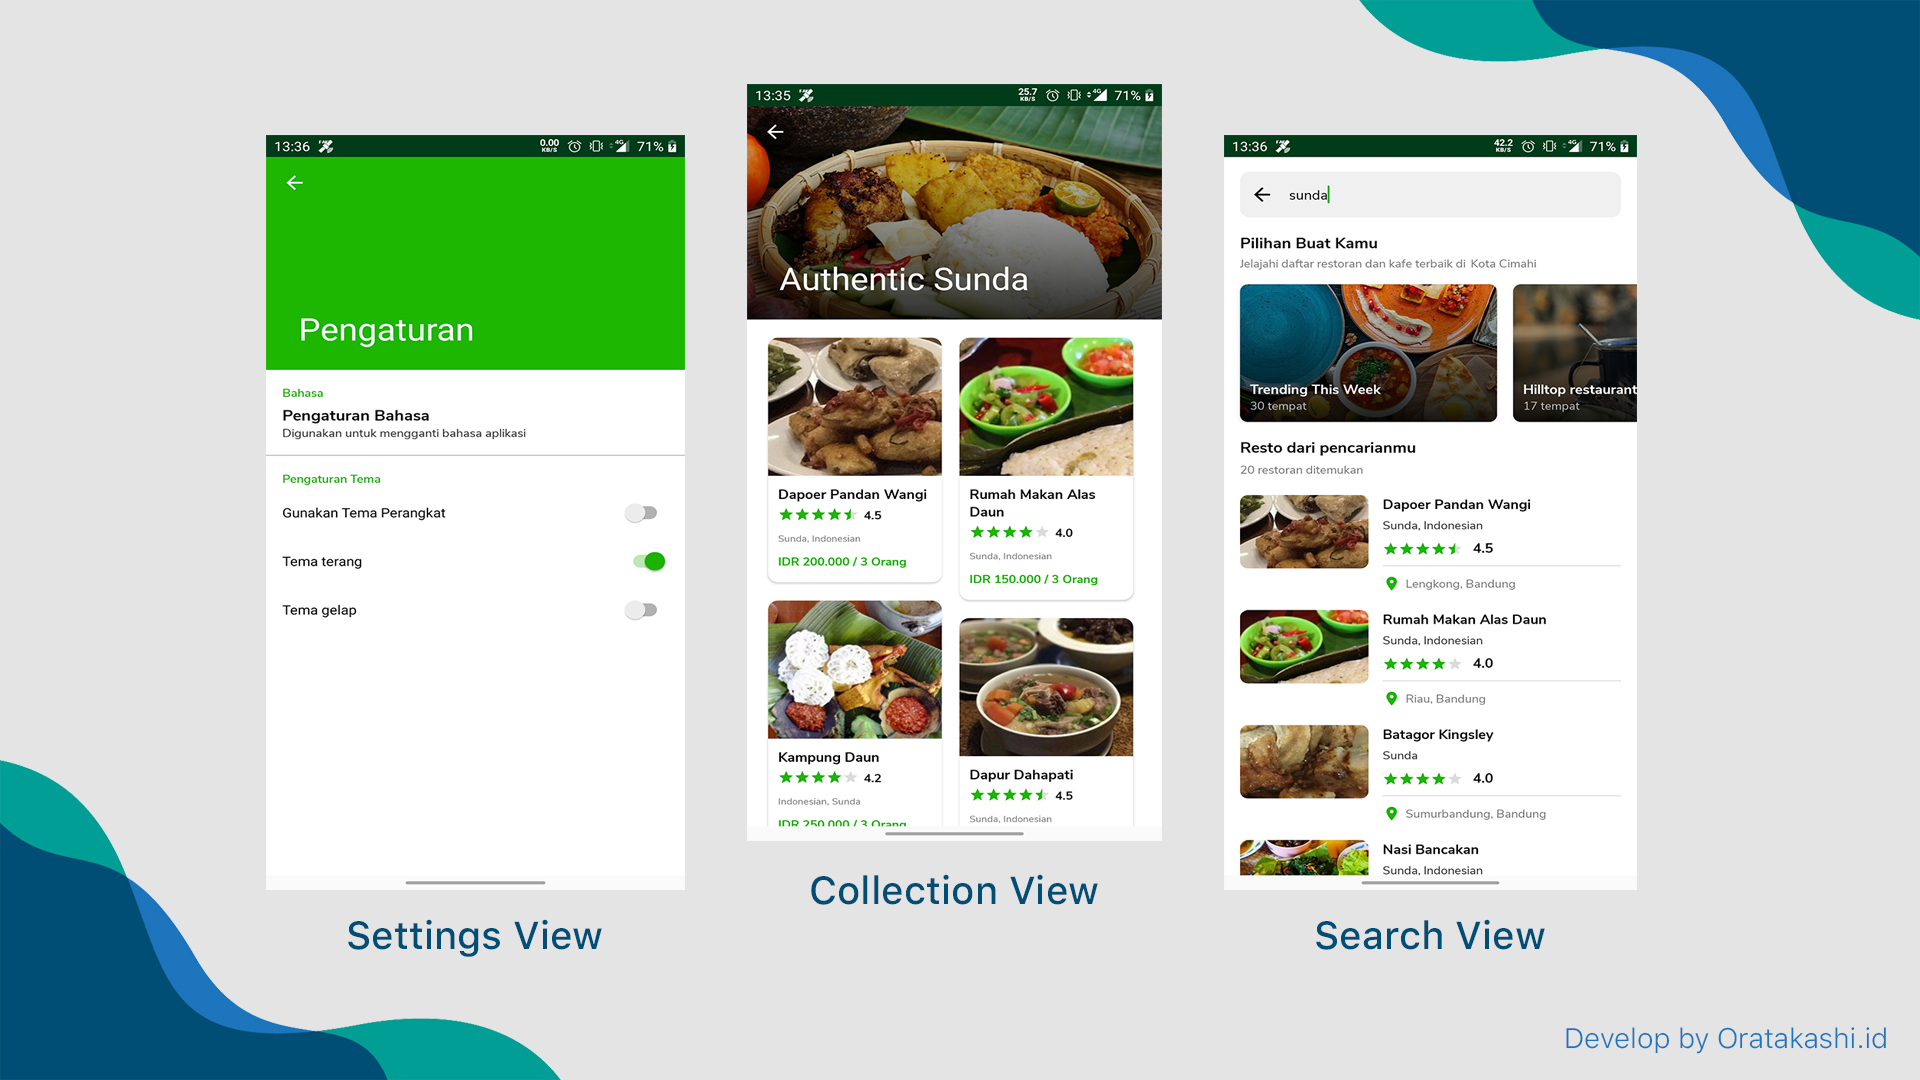 13:36
0.00
KB/S
4G
71%
Pengaturan
Bahasa
Pengaturan Bahasa
Digunakan untuk mengganti bahasa aplikasi
Pengaturan Tema
Gunakan Tema Perangkat
Tema terang
Tema gelap
Settings View
13:35
25.7
KB/S
4G
71%
Authentic Sunda
Dapoer Pandan Wangi
4.5
Sunda, Indonesian
IDR 200.000 / 3 Orang
Rumah Makan Alas
Daun
4.0
Sunda, Indonesian
IDR 150.000 / 3 Orang
Kampung Daun
4.2
Indonesian, Sunda
IDR 250.000 / 3 Orang
Dapur Dahapati
4.5
Sunda, Indonesian
Collection View
13:36
42.2
KB/S
4G
71%
sunda
Pilihan Buat Kamu
Jelajahi daftar restoran dan kafe terbaik di Kota Cimahi
Trending This Week
30 tempat
Hilltop restaurant
17 tempat
Resto dari pencarianmu
20 restoran ditemukan
Dapoer Pandan Wangi
Sunda, Indonesian
4.5
Lengkong, Bandung
Rumah Makan Alas Daun
Sunda, Indonesian
4.0
Riau, Bandung
Batagor Kingsley
Sunda
4.0
Sumurbandung, Bandung
Nasi Bancakan
Sunda, Indonesian
Search View
Develop by Oratakashi.id